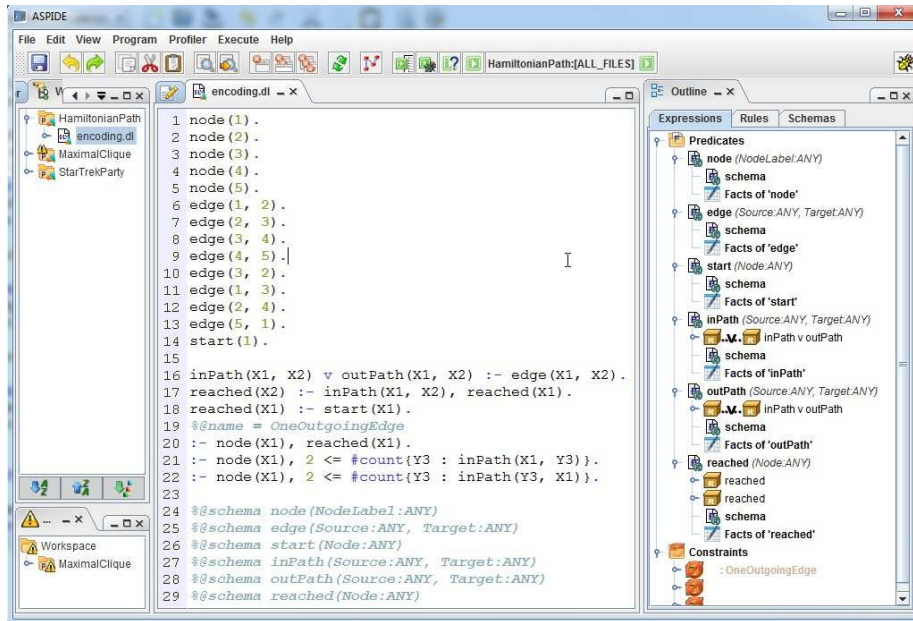 ASPIDE
File Edit View Program Profiler Execute Help
HamiltonianPath:[ALL_FILES]
r W
HamiltonianPath
encoding.dl
MaximalClique
StarTrekParty
... - ×
Workspace
MaximalClique
encoding.dl
1 node(1).
2 node(2).
3 node(3).
4 node(4).
5 node(5).
6 edge(1, 2).
7 edge(2, 3).
8 edge(3, 4).
9 edge(4, 5).
10 edge(3, 2).
11 edge(1, 3).
12 edge(2, 4).
13 edge(5, 1).
14 start(1).
15
16 inPath(X1, X2) v outPath(X1, X2) :- edge(X1, X2).
17 reached(X2) :- inPath(X1, X2), reached(X1).
18 reached(X1) :- start(X1).
19 %@name = OneOutgoingEdge
20 :- node(X1), reached(X1).
21 :- node(X1), 2 <= #count{Y3 : inPath(X1, Y3)}.
22 :- node(X1), 2 <= #count{Y3 : inPath(Y3, X1)}.
23
24 %@schema node(NodeLabel:ANY)
25 %@schema edge(Source:ANY, Target:ANY)
26 %@schema start(Node:ANY)
27 %@schema inPath(Source:ANY, Target:ANY)
28 %@schema outPath(Source:ANY, Target:ANY)
29 %@schema reached(Node:ANY)
Outline
Expressions Rules Schemas
Predicates
node (NodeLabel:ANY)
schema
Facts of 'node'
edge (Source:ANY, Target:ANY)
schema
Facts of 'edge'
start (Node:ANY)
schema
Facts of 'start'
inPath (Source:ANY, Target:ANY)
..v.. inPath v outPath
schema
Facts of 'inPath'
outPath (Source:ANY, Target:ANY)
..v.. inPath v outPath
schema
Facts of 'outPath'
reached (Node:ANY)
reached
reached
schema
Facts of 'reached'
Constraints
: OneOutgoingEdge